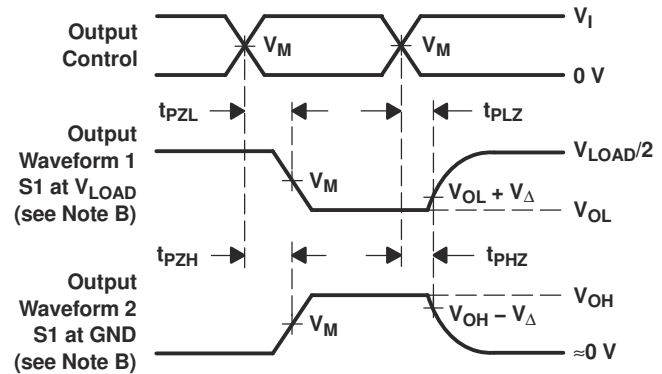 Output
Control
V_M
V_M
V_I
0 V
t_PZL
t_PLZ
Output
Waveform 1
S1 at V_LOAD
(see Note B)
V_M
V_LOAD/2
V_OL + V_Δ
V_OL
t_PZH
t_PHZ
Output
Waveform 2
S1 at GND
(see Note B)
V_M
V_OH
V_OH − V_Δ
≈0 V